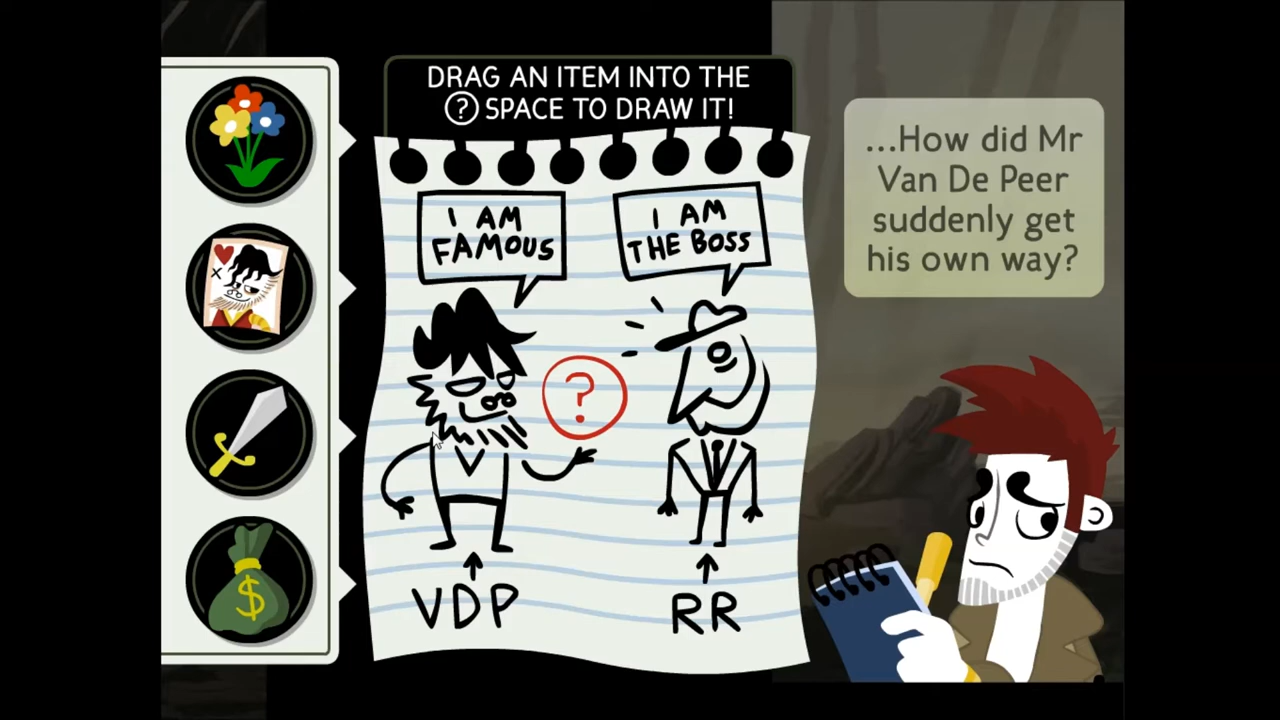 DRAG AN ITEM INTO THE
? SPACE TO DRAW IT!
...How did Mr
Van De Peer
suddenly get
his own way?
I AM
FAMOUS
I AM
THE BOSS
X
?
$
VDP
RR